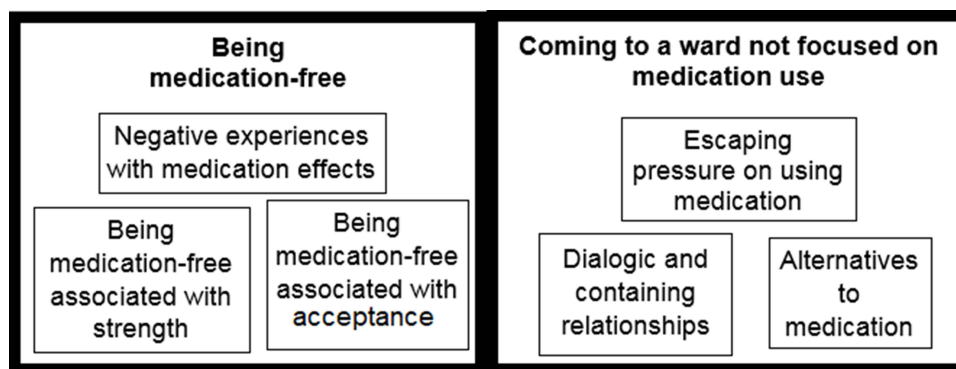 Being
medication-free
Negative experiences
with medication effects
Being
medication-free
associated with
strength
Being
medication-free
associated with
acceptance
Coming to a ward not focused on
medication use
Escaping
pressure on using
medication
Dialogic and
containing
relationships
Alternatives
to
medication